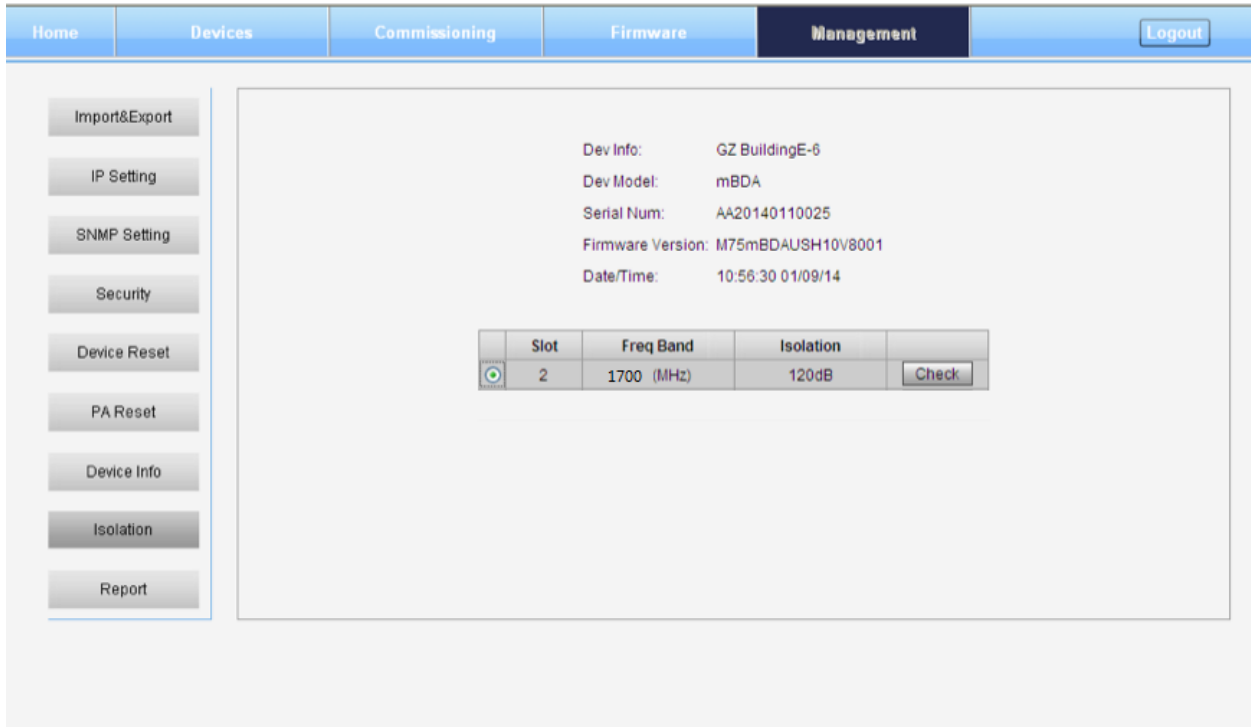 Home Devices Commissioning Firmware Management Logout
Import&Export
IP Setting
SNMP Setting
Security
Device Reset
PA Reset
Device Info
Isolation
Report
Dev Info: GZ BuildingE-6
Dev Model: mBDA
Serial Num: AA20140110025
Firmware Version: M75mBDAUSH10V8001
Date/Time: 10:56:30 01/09/14
Slot Freq Band Isolation
2 1700 (MHz) 120dB Check